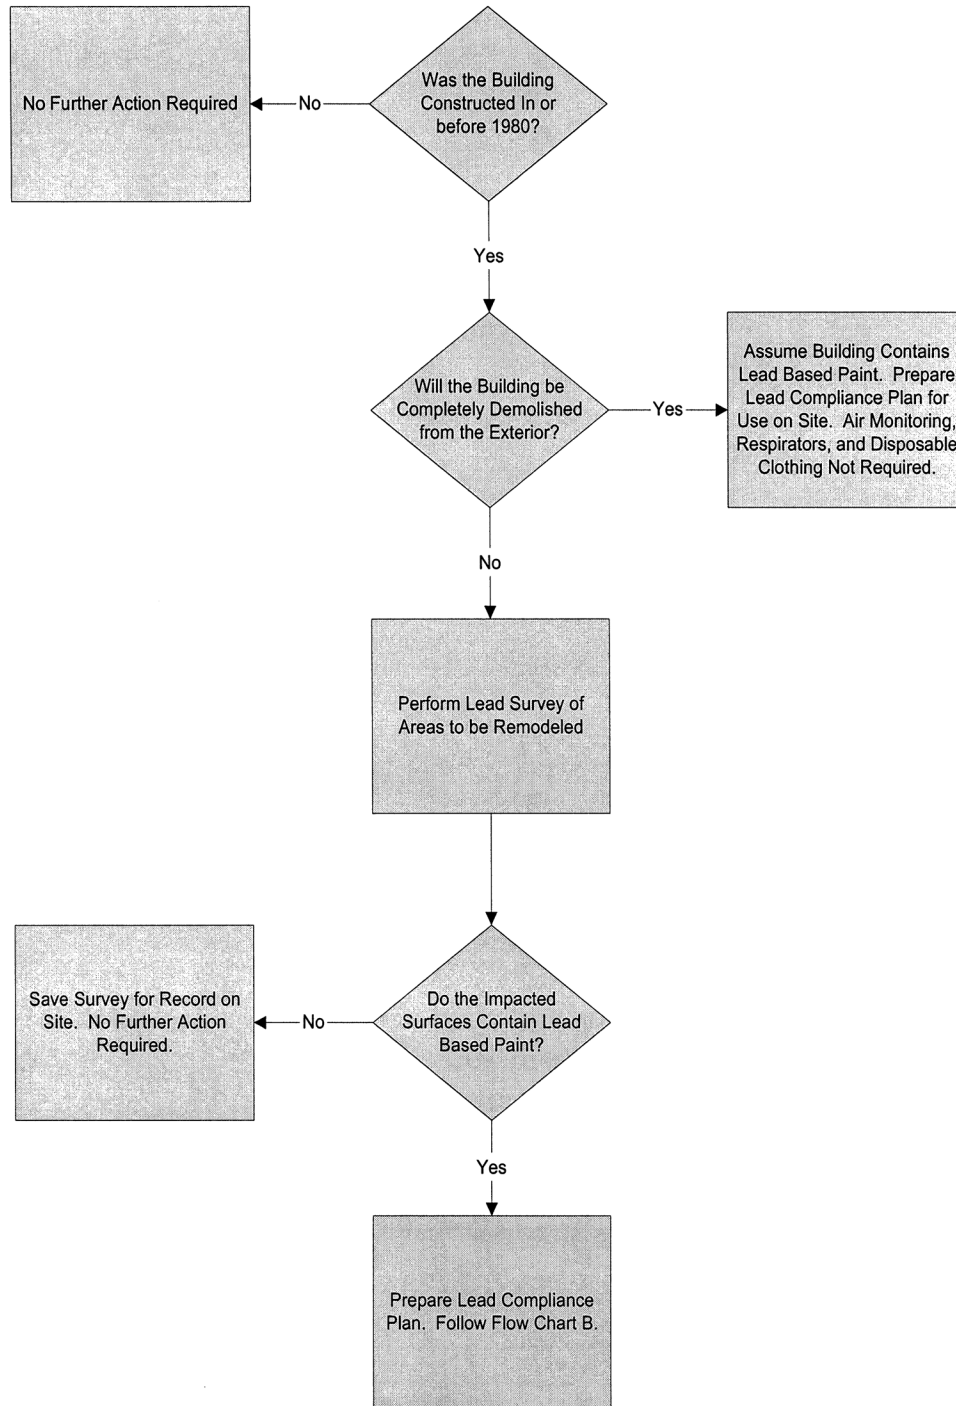 Was the Building
Constructed In or
before 1980?
No
No Further Action Required
Yes
Will the Building be
Completely Demolished
from the Exterior?
Yes
Assume Building Contains
Lead Based Paint.  Prepare
Lead Compliance Plan for
Use on Site.  Air Monitoring,
Respirators, and Disposable
Clothing Not Required.
No
Perform Lead Survey of
Areas to be Remodeled
Do the Impacted
Surfaces Contain Lead
Based Paint?
No
Save Survey for Record on
Site.  No Further Action
Required.
Yes
Prepare Lead Compliance
Plan.  Follow Flow Chart B.